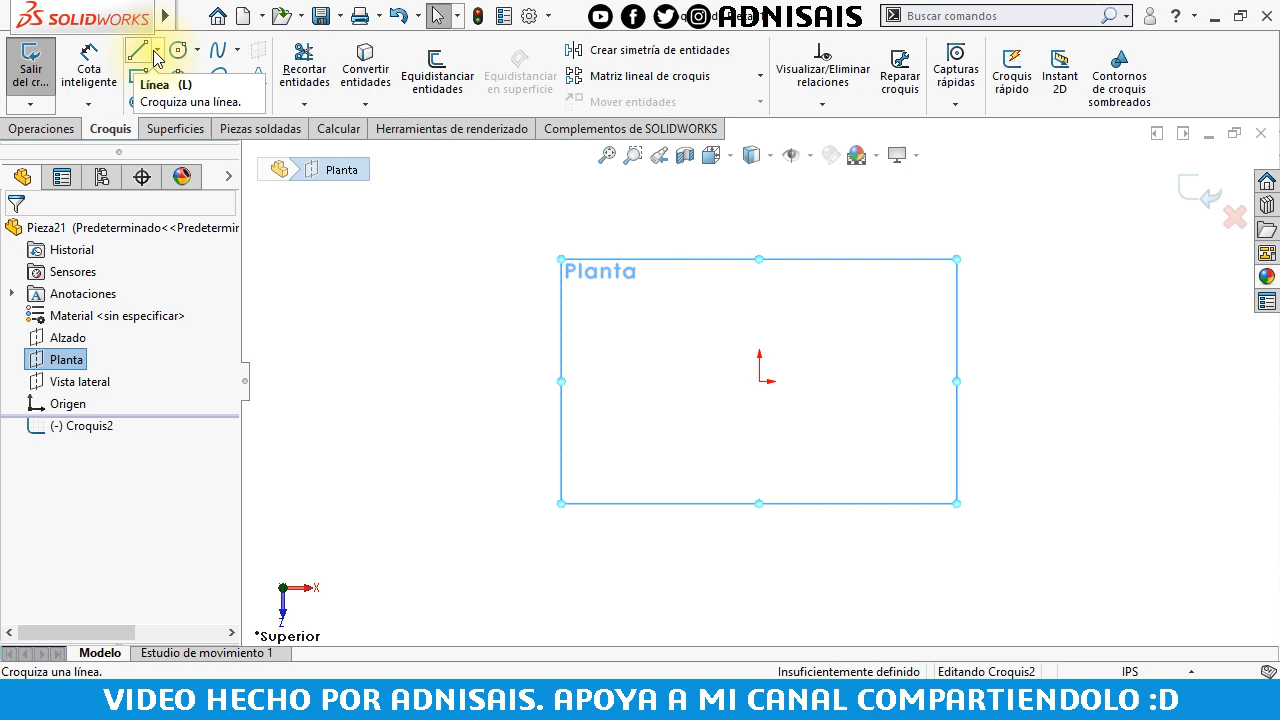 SOLIDWORKS
ADNISAIS
Buscar comandos
Salir del cr...
Cota inteligente
Línea (L)
Croquiza una línea.
Recortar entidades
Convertir entidades
Equidistanciar entidades
Equidistanciar en superficie
Crear simetría de entidades
Matriz lineal de croquis
Mover entidades
Visualizar/Eliminar relaciones
Reparar croquis
Capturas rápidas
Croquis rápido
Instant 2D
Contornos de croquis sombreados
Operaciones
Croquis
Superficies
Piezas soldadas
Calcular
Herramientas de renderizado
Complementos de SOLIDWORKS
Planta
Pieza21 (Predeterminado<<Predetermir
Historial
Sensores
Anotaciones
Material <sin especificar>
Alzado
Planta
Vista lateral
Origen
(-) Croquis2
Planta
X
Z
*Superior
Modelo
Estudio de movimiento 1
Croquiza una línea.
Insuficientemente definido
Editando Croquis2
IPS
VIDEO HECHO POR ADNISAIS. APOYA A MI CANAL COMPARTIENDOLO :D